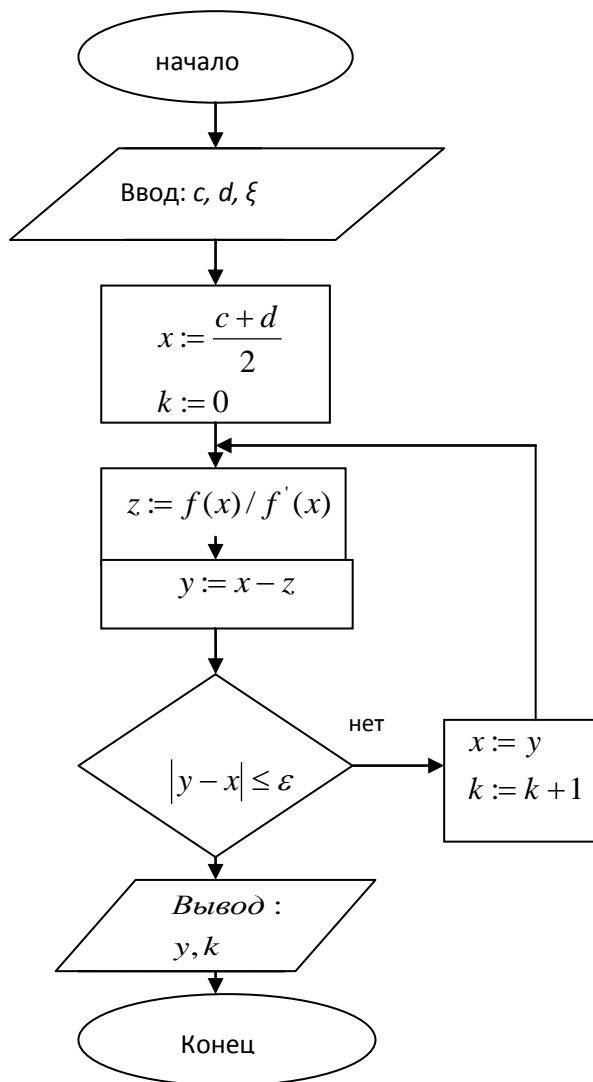 начало
Ввод: c, d, ξ
x := (c + d) / 2
k := 0
z := f(x) / f'(x)
y := x − z
нет
|y − x| ≤ ε
x := y
k := k + 1
Вывод :
y, k
Конец